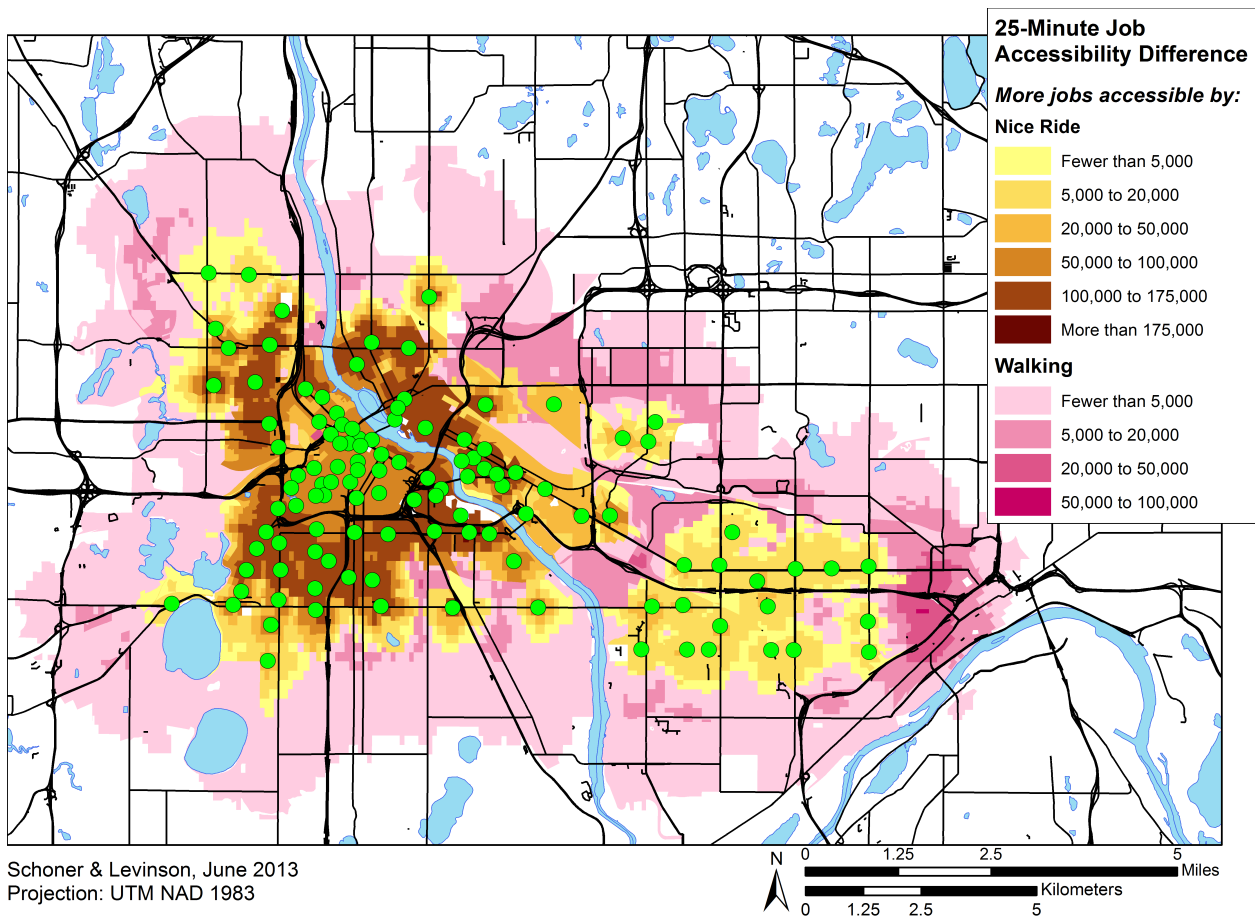 25-Minute Job
Accessibility Difference
More jobs accessible by:
Nice Ride
Fewer than 5,000
5,000 to 20,000
20,000 to 50,000
50,000 to 100,000
100,000 to 175,000
More than 175,000
Walking
Fewer than 5,000
5,000 to 20,000
20,000 to 50,000
50,000 to 100,000
Schoner & Levinson, June 2013
Projection: UTM NAD 1983
N
0 1.25 2.5 5
Miles
Kilometers
0 1.25 2.5 5